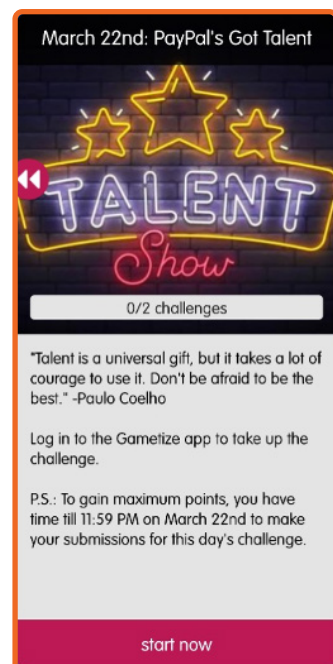 March 22nd: PayPal's Got Talent
TALENT
Show
0/2 challenges
"Talent is a universal gift, but it takes a lot of
courage to use it. Don't be afraid to be the
best." -Paulo Coelho
Log in to the Gametize app to take up the
challenge.
P.S.: To gain maximum points, you have
time till 11:59 PM on March 22nd to make
your submissions for this day's challenge.
start now